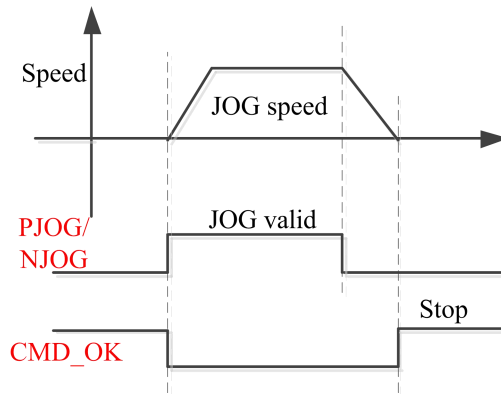 Speed
JOG speed
JOG valid
PJOG/
NJOG
Stop
CMD_OK